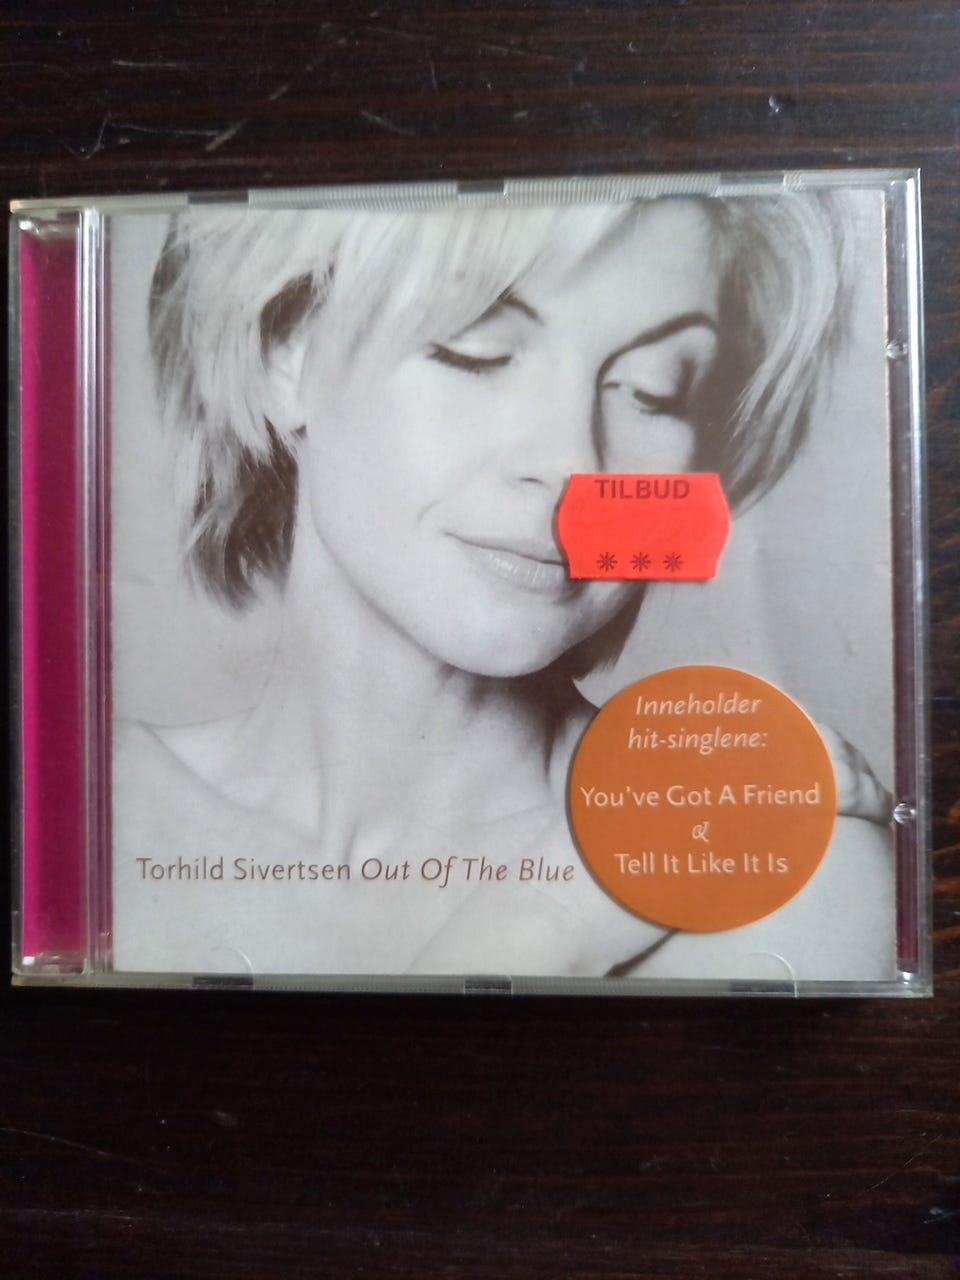 TILBUD
***
Inneholder
hit-singlene:
You've Got A Friend
&
Tell It Like It Is
Torhild Sivertsen Out Of The Blue